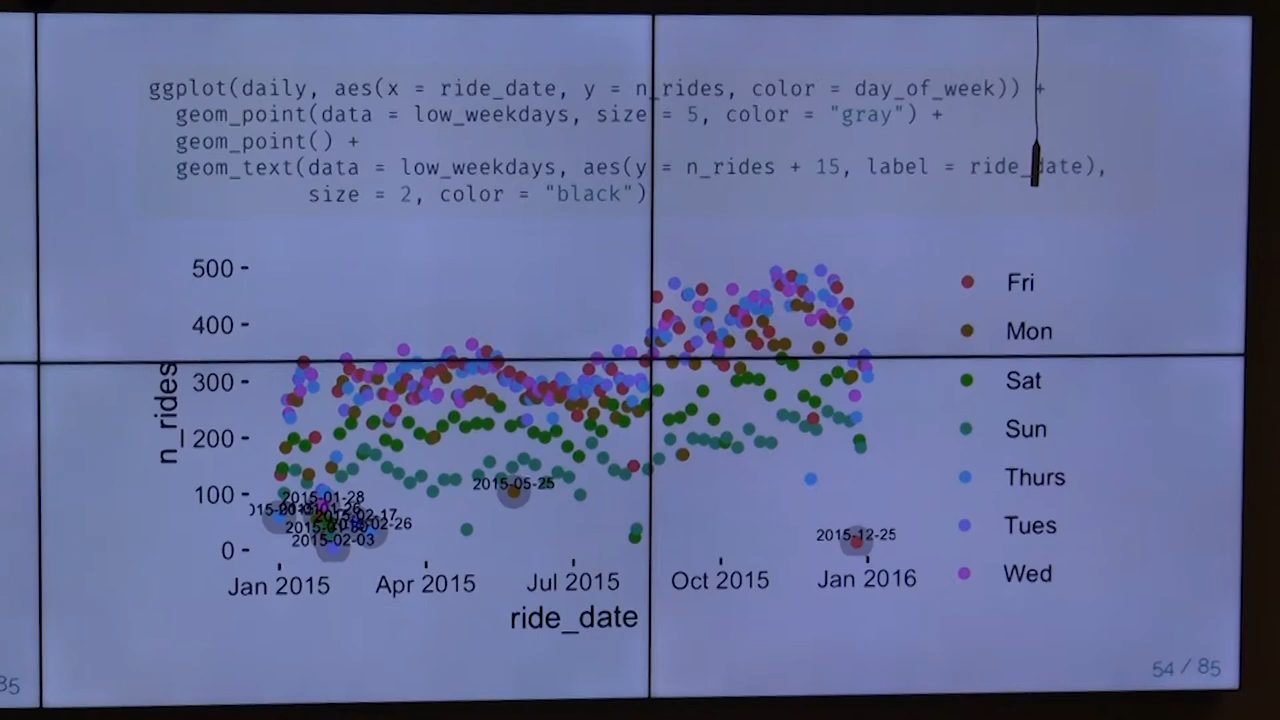 ggplot(daily, aes(x = ride_date, y = n_rides, color = day_of_week)) +
geom_point(data = low_weekdays, size = 5, color = "gray") +
geom_point() +
geom_text(data = low_weekdays, aes(y = n_rides + 15, label = ride_date),
size = 2, color = "black")
500
400
300
200
100
0
n_rides
2015-05-25
2015-01-28
2015-02-03
2015-12-25
Fri
Mon
Sat
Sun
Thurs
Tues
Wed
Jan 2015
Apr 2015
Jul 2015
Oct 2015
Jan 2016
ride_date
54 / 85